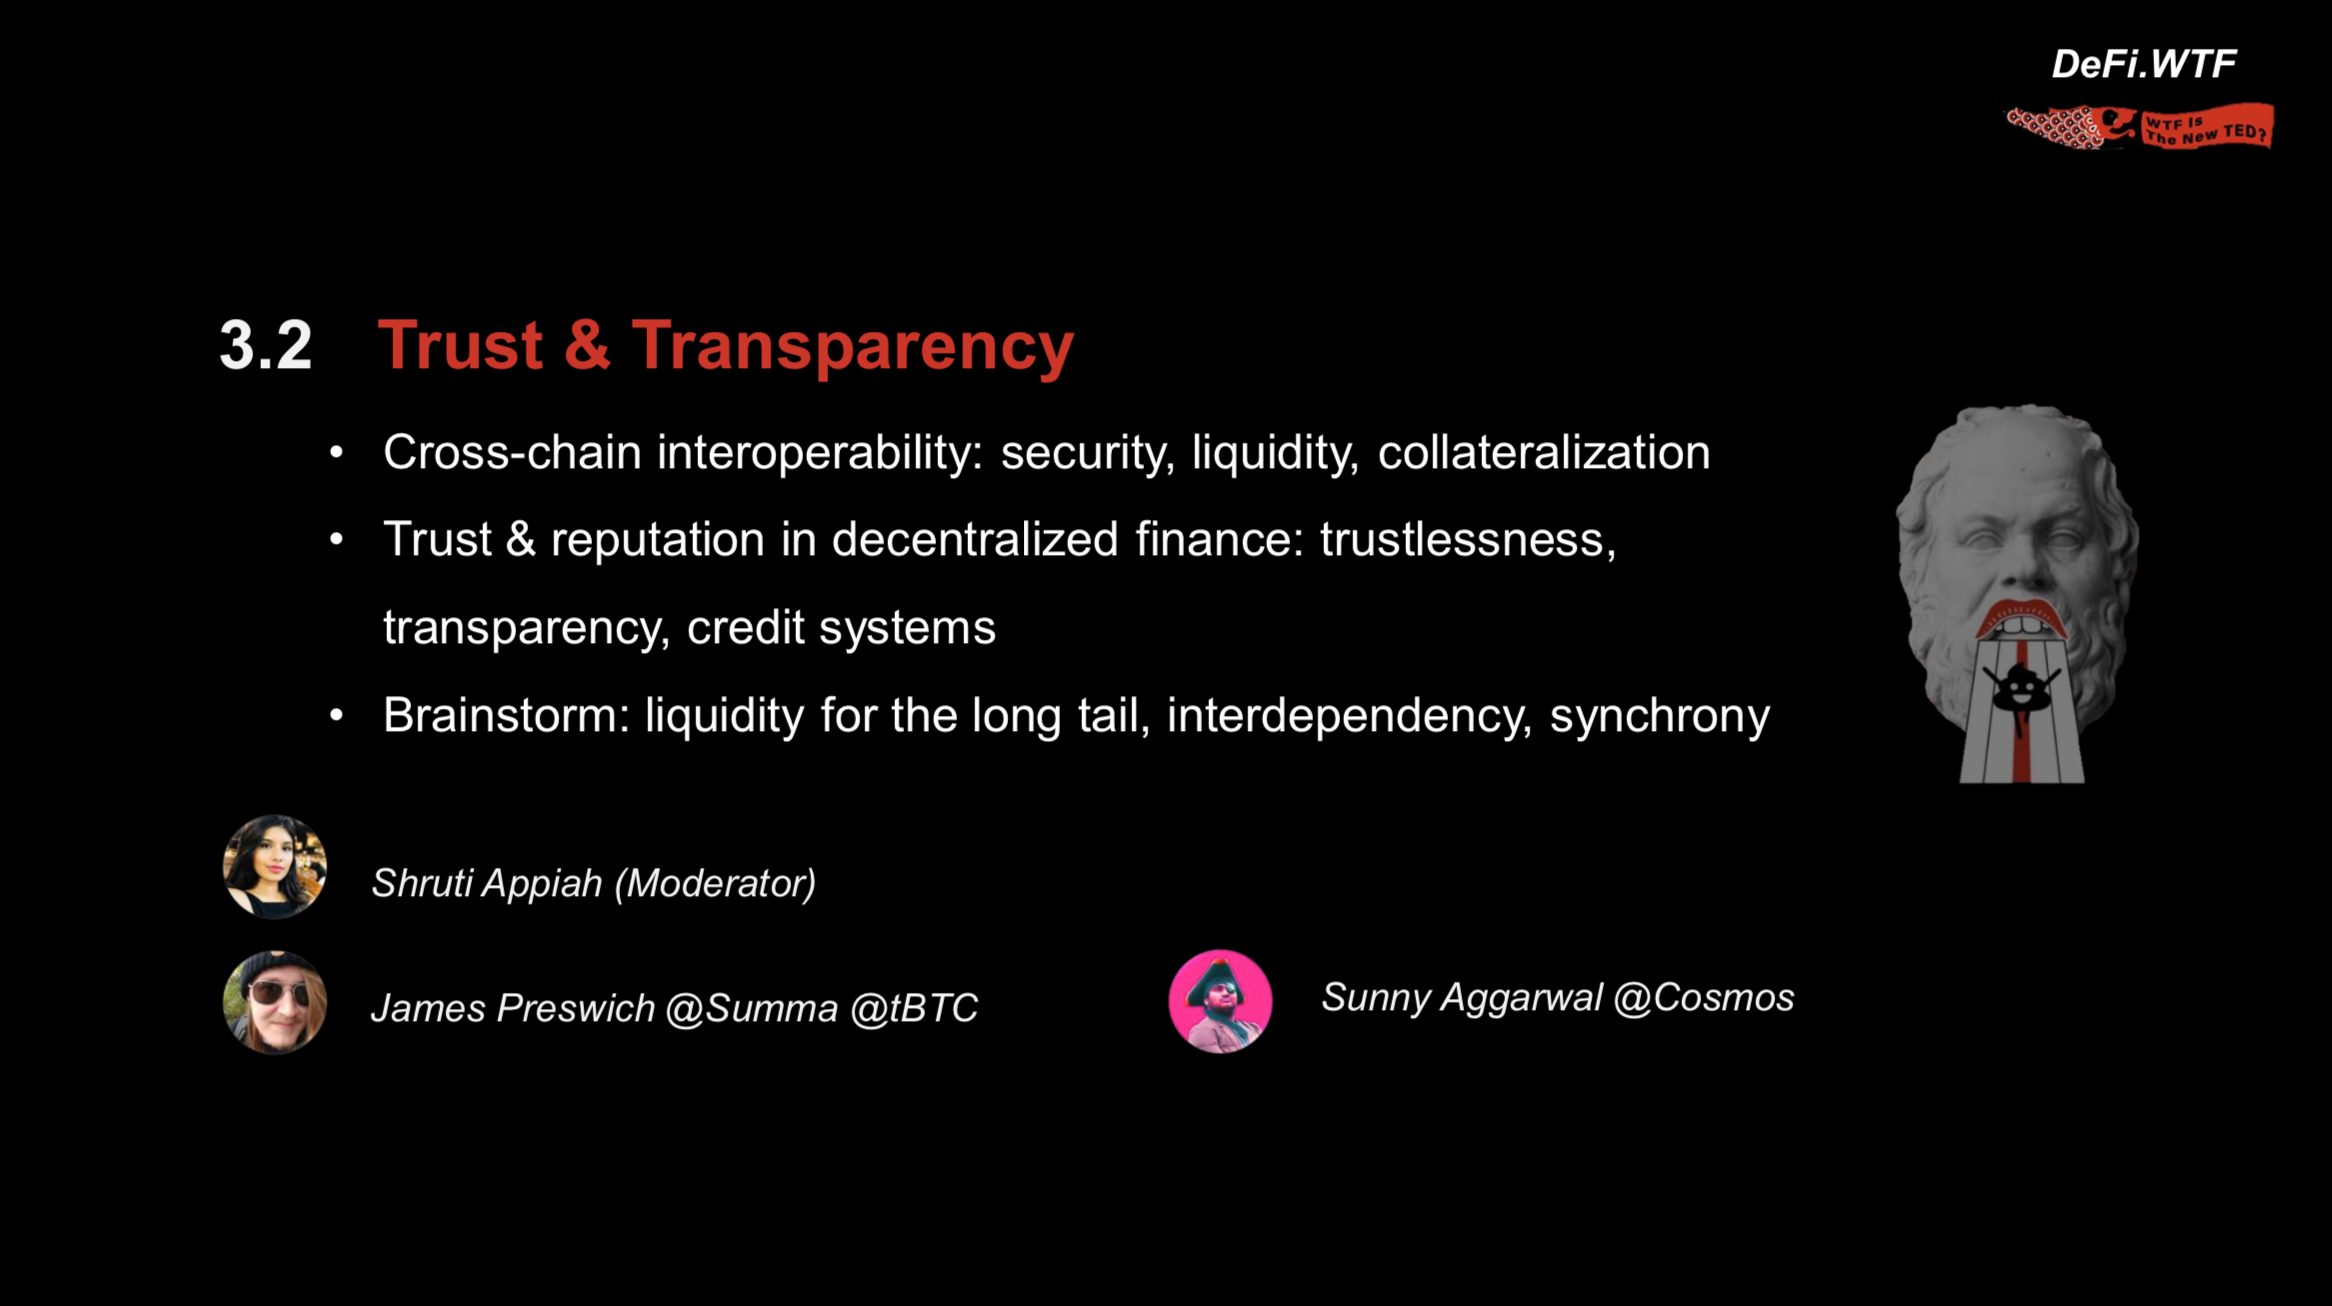 DeFi.WTF
WTF Is
The New TED?
3.2 Trust & Transparency
• Cross-chain interoperability: security, liquidity, collateralization
• Trust & reputation in decentralized finance: trustlessness,
transparency, credit systems
• Brainstorm: liquidity for the long tail, interdependency, synchrony
Shruti Appiah (Moderator)
James Preswich @Summa @tBTC
Sunny Aggarwal @Cosmos